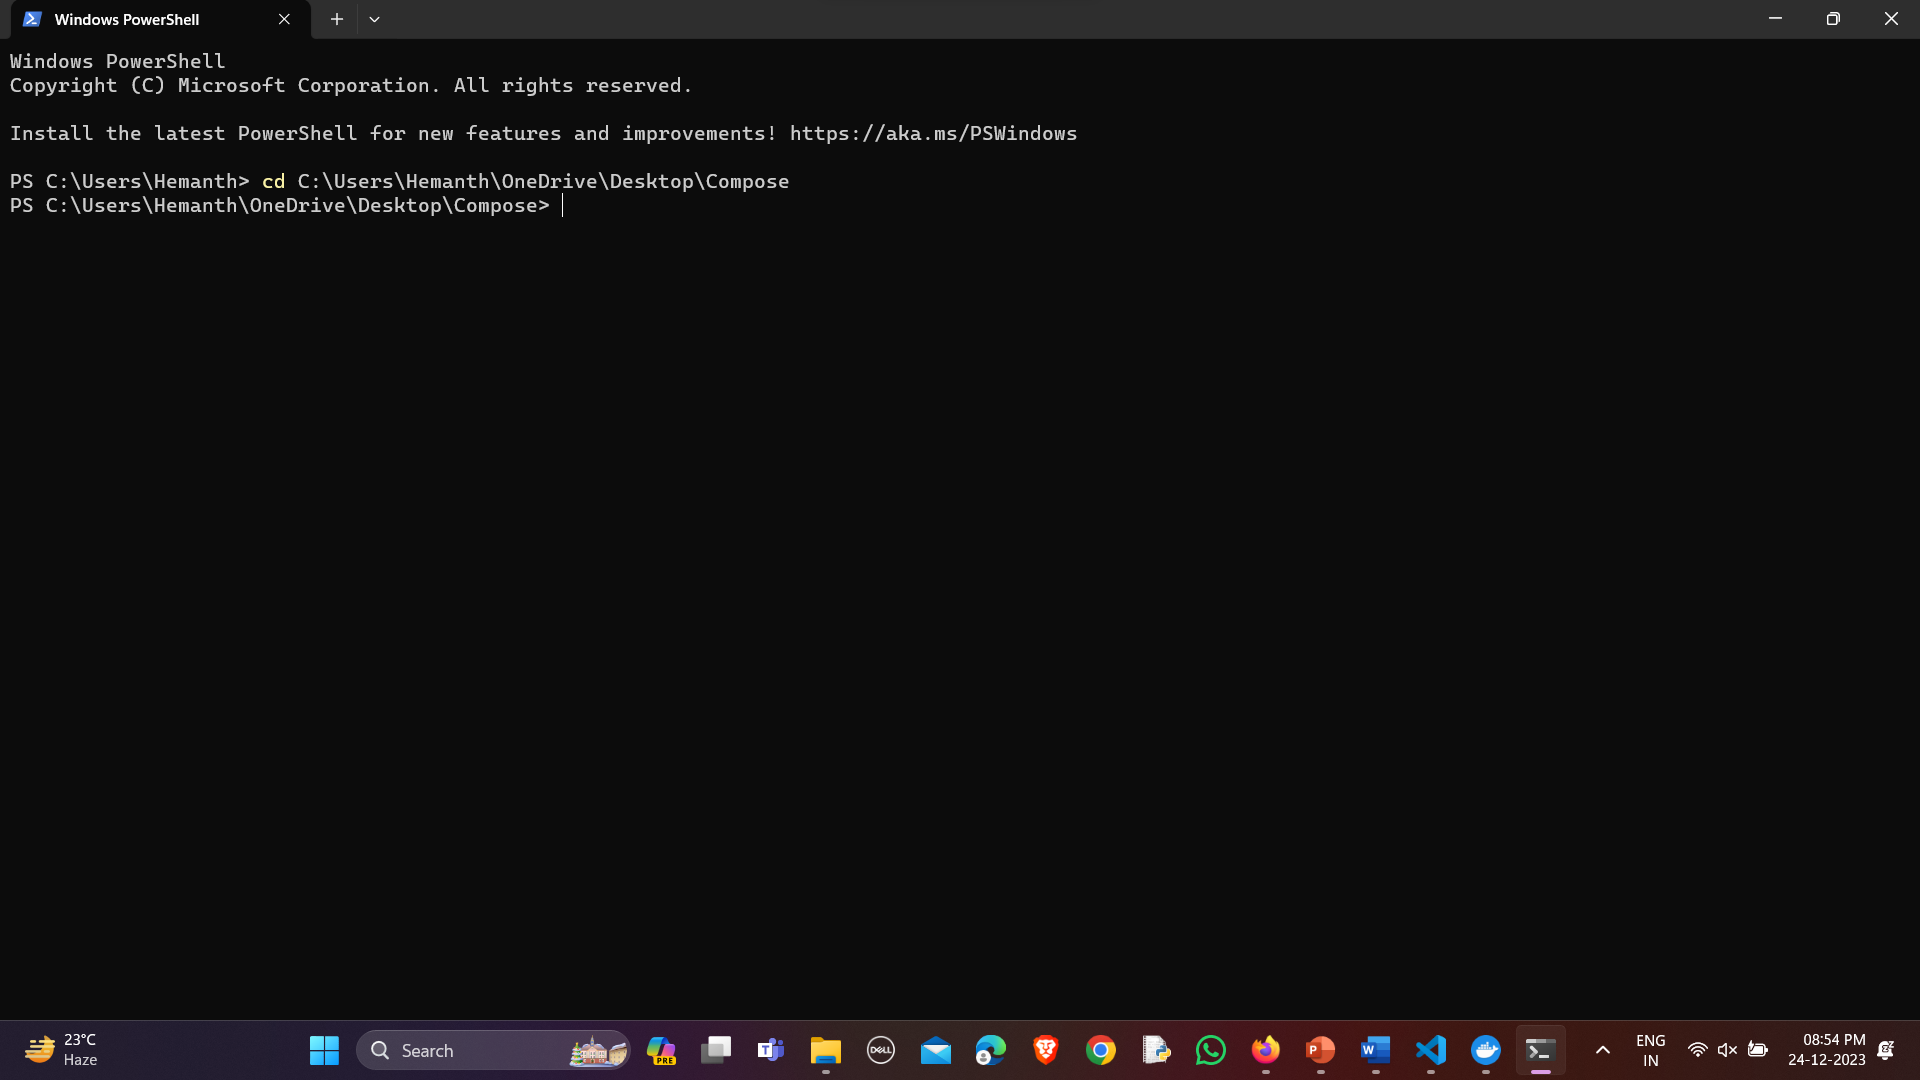 Windows PowerShell
Windows PowerShell
Copyright (C) Microsoft Corporation. All rights reserved.
Install the latest PowerShell for new features and improvements! https://aka.ms/PSWindows
PS C:\Users\Hemanth> cd C:\Users\Hemanth\OneDrive\Desktop\Compose
PS C:\Users\Hemanth\OneDrive\Desktop\Compose>
23°C
Haze
Search
PRE
T
DELL
P
W
ENG
IN
08:54 PM
24-12-2023